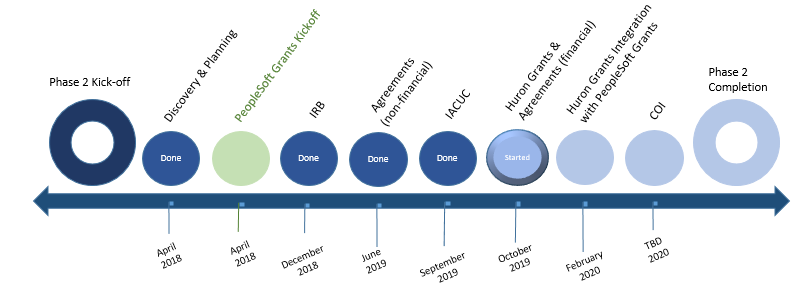 Phase 2 Kick-off
Discovery & Planning
PeopleSoft Grants Kickoff
IRB
Agreements
(non-financial)
IACUC
Huron Grants &
Agreements (financial)
Huron Grants Integration
with PeopleSoft Grants
COI
Phase 2
Completion
Done
Done
Done
Done
Started
April
2018
April
2018
December
2018
June
2019
September
2019
October
2019
February
2020
TBD
2020